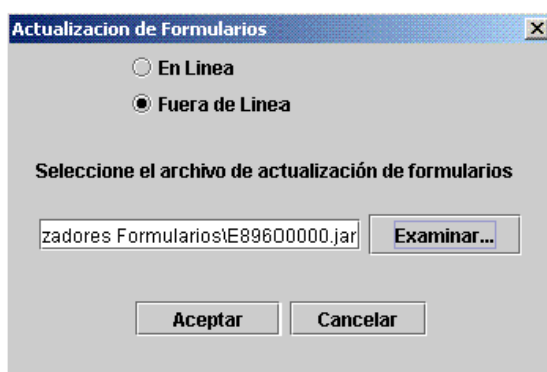 Actualizacion de Formularios
En Linea
Fuera de Linea
Seleccione el archivo de actualización de formularios
zadores Formularios\E89600000.jar Examinar...
Aceptar Cancelar